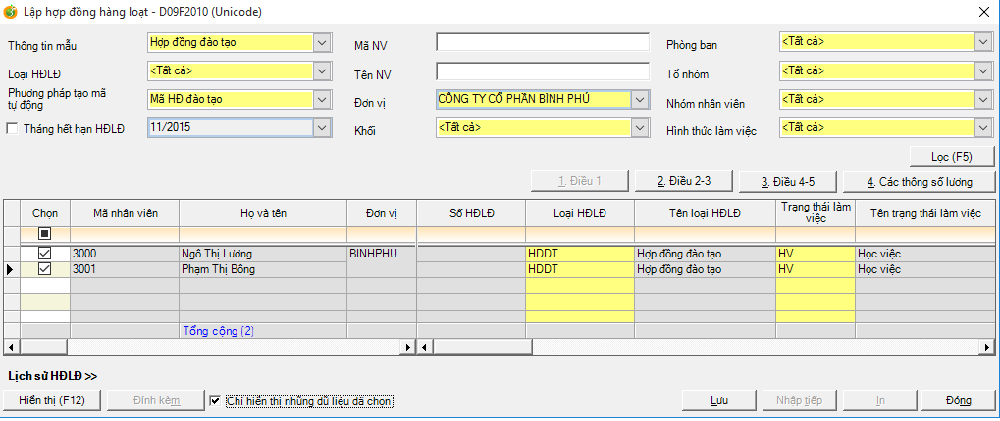 Lập hợp đồng hàng loạt - D09F2010 (Unicode)
Thông tin mẫu Hợp đồng đào tạo Mã NV Phòng ban <Tất cả>
Loại HĐLĐ <Tất cả> Tên NV Tổ nhóm <Tất cả>
Phương pháp tạo mã tự động Mã HĐ đào tạo Đơn vị CÔNG TY CỔ PHẦN BÌNH PHÚ Nhóm nhân viên <Tất cả>
Tháng hết hạn HĐLĐ 11/2015 Khối <Tất cả> Hình thức làm việc <Tất cả>
Lọc (F5)
1. Điều 1 2. Điều 2-3 3. Điều 4-5 4. Các thông số lương
Chọn Mã nhân viên Họ và tên Đơn vị Số HĐLĐ Loại HĐLĐ Tên loại HĐLĐ Trạng thái làm việc Tên trạng thái làm việc
3000 Ngô Thị Lương BINHPHU HDDT Hợp đồng đào tạo HV Học việc
3001 Phạm Thị Bông HDDT Hợp đồng đào tạo HV Học việc
Tổng cộng (2)
Lịch sử HĐLĐ >>
Hiển thị (F12) Đính kèm Chỉ hiển thị những dữ liệu đã chọn Lưu Nhập tiếp In Đóng